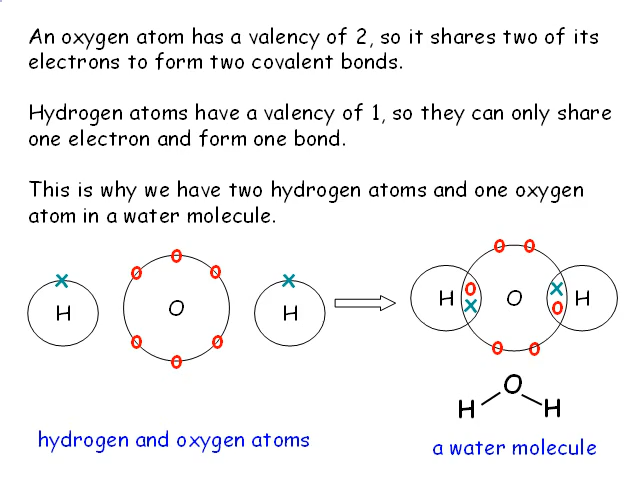 An oxygen atom has a valency of 2, so it shares two of its
electrons to form two covalent bonds.
Hydrogen atoms have a valency of 1, so they can only share
one electron and form one bond.
This is why we have two hydrogen atoms and one oxygen
atom in a water molecule.
H O H H O H
O
H H
hydrogen and oxygen atoms
a water molecule